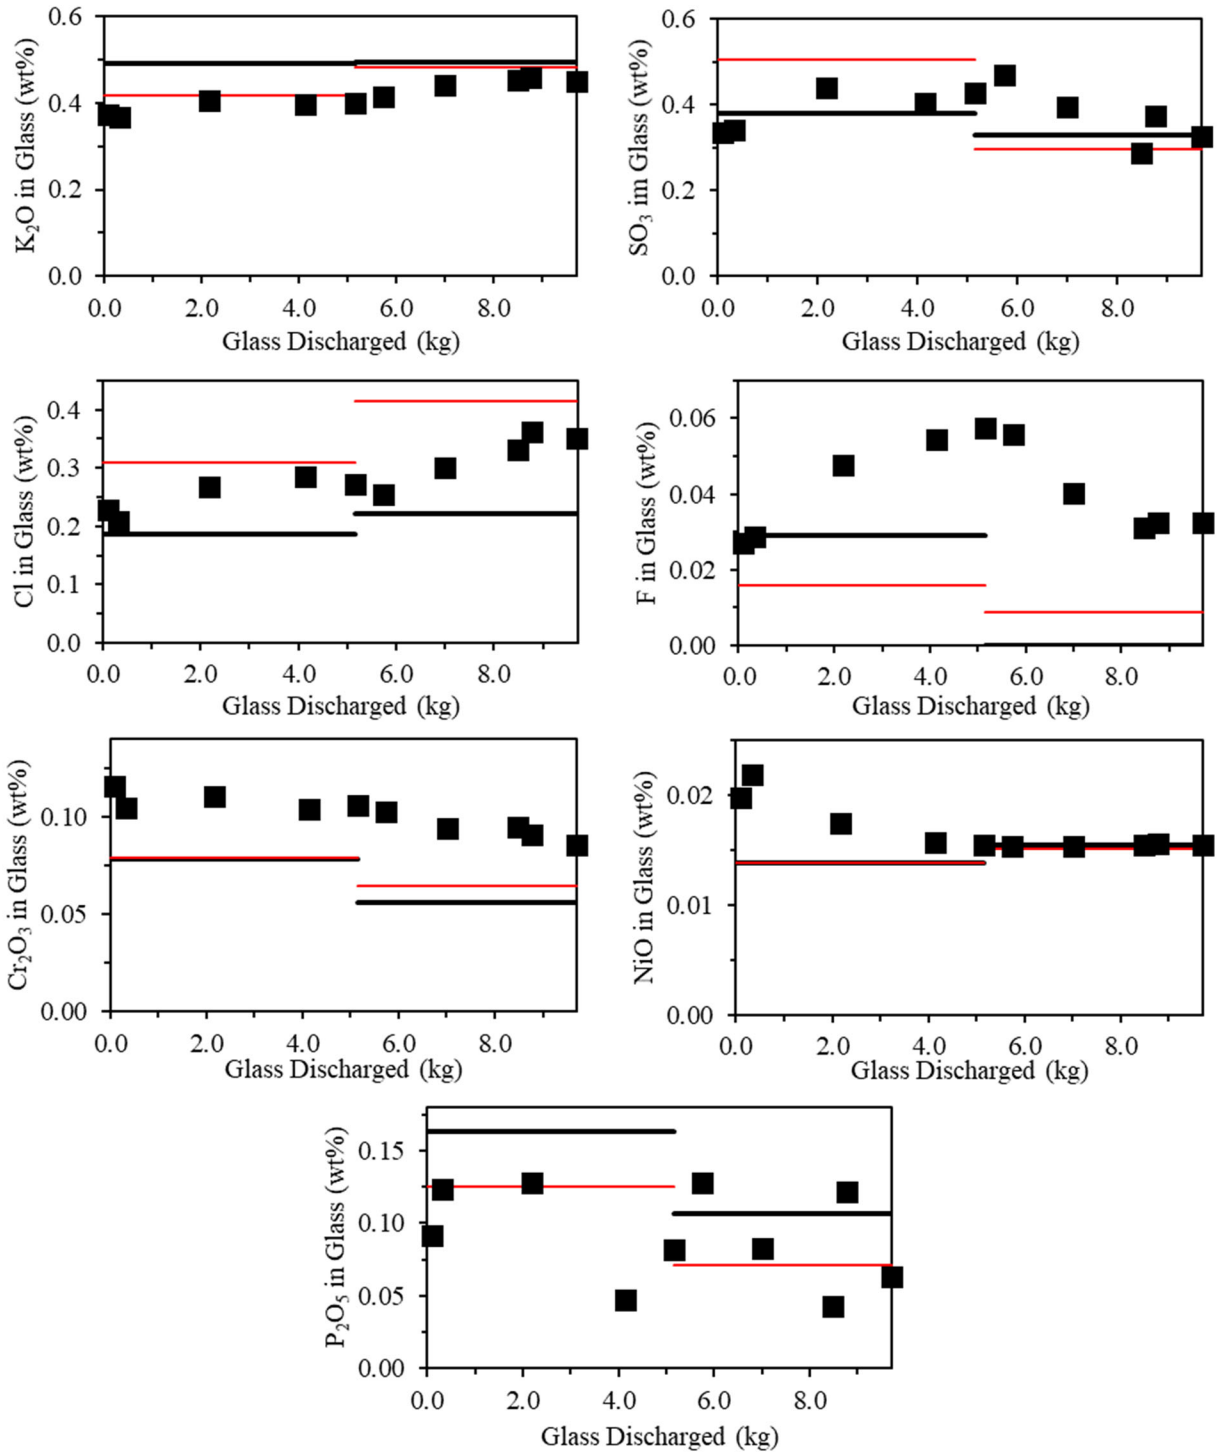 K2O in Glass (wt%)
0.6
0.4
0.2
0.0
0.0 2.0 4.0 6.0 8.0
Glass Discharged (kg)
SO3 im Glass (wt%)
0.6
0.4
0.2
0.0
0.0 2.0 4.0 6.0 8.0
Glass Discharged (kg)
Cl in Glass (wt%)
0.4
0.3
0.2
0.1
0.0
0.0 2.0 4.0 6.0 8.0
Glass Discharged (kg)
F in Glass (wt%)
0.06
0.04
0.02
0.00
0.0 2.0 4.0 6.0 8.0
Glass Discharged (kg)
Cr2O3 in Glass (wt%)
0.10
0.05
0.00
0.0 2.0 4.0 6.0 8.0
Glass Discharged (kg)
NiO in Glass (wt%)
0.02
0.01
0.00
0.0 2.0 4.0 6.0 8.0
Glass Discharged (kg)
P2O5 in Glass (wt%)
0.15
0.10
0.05
0.00
0.0 2.0 4.0 6.0 8.0
Glass Discharged (kg)